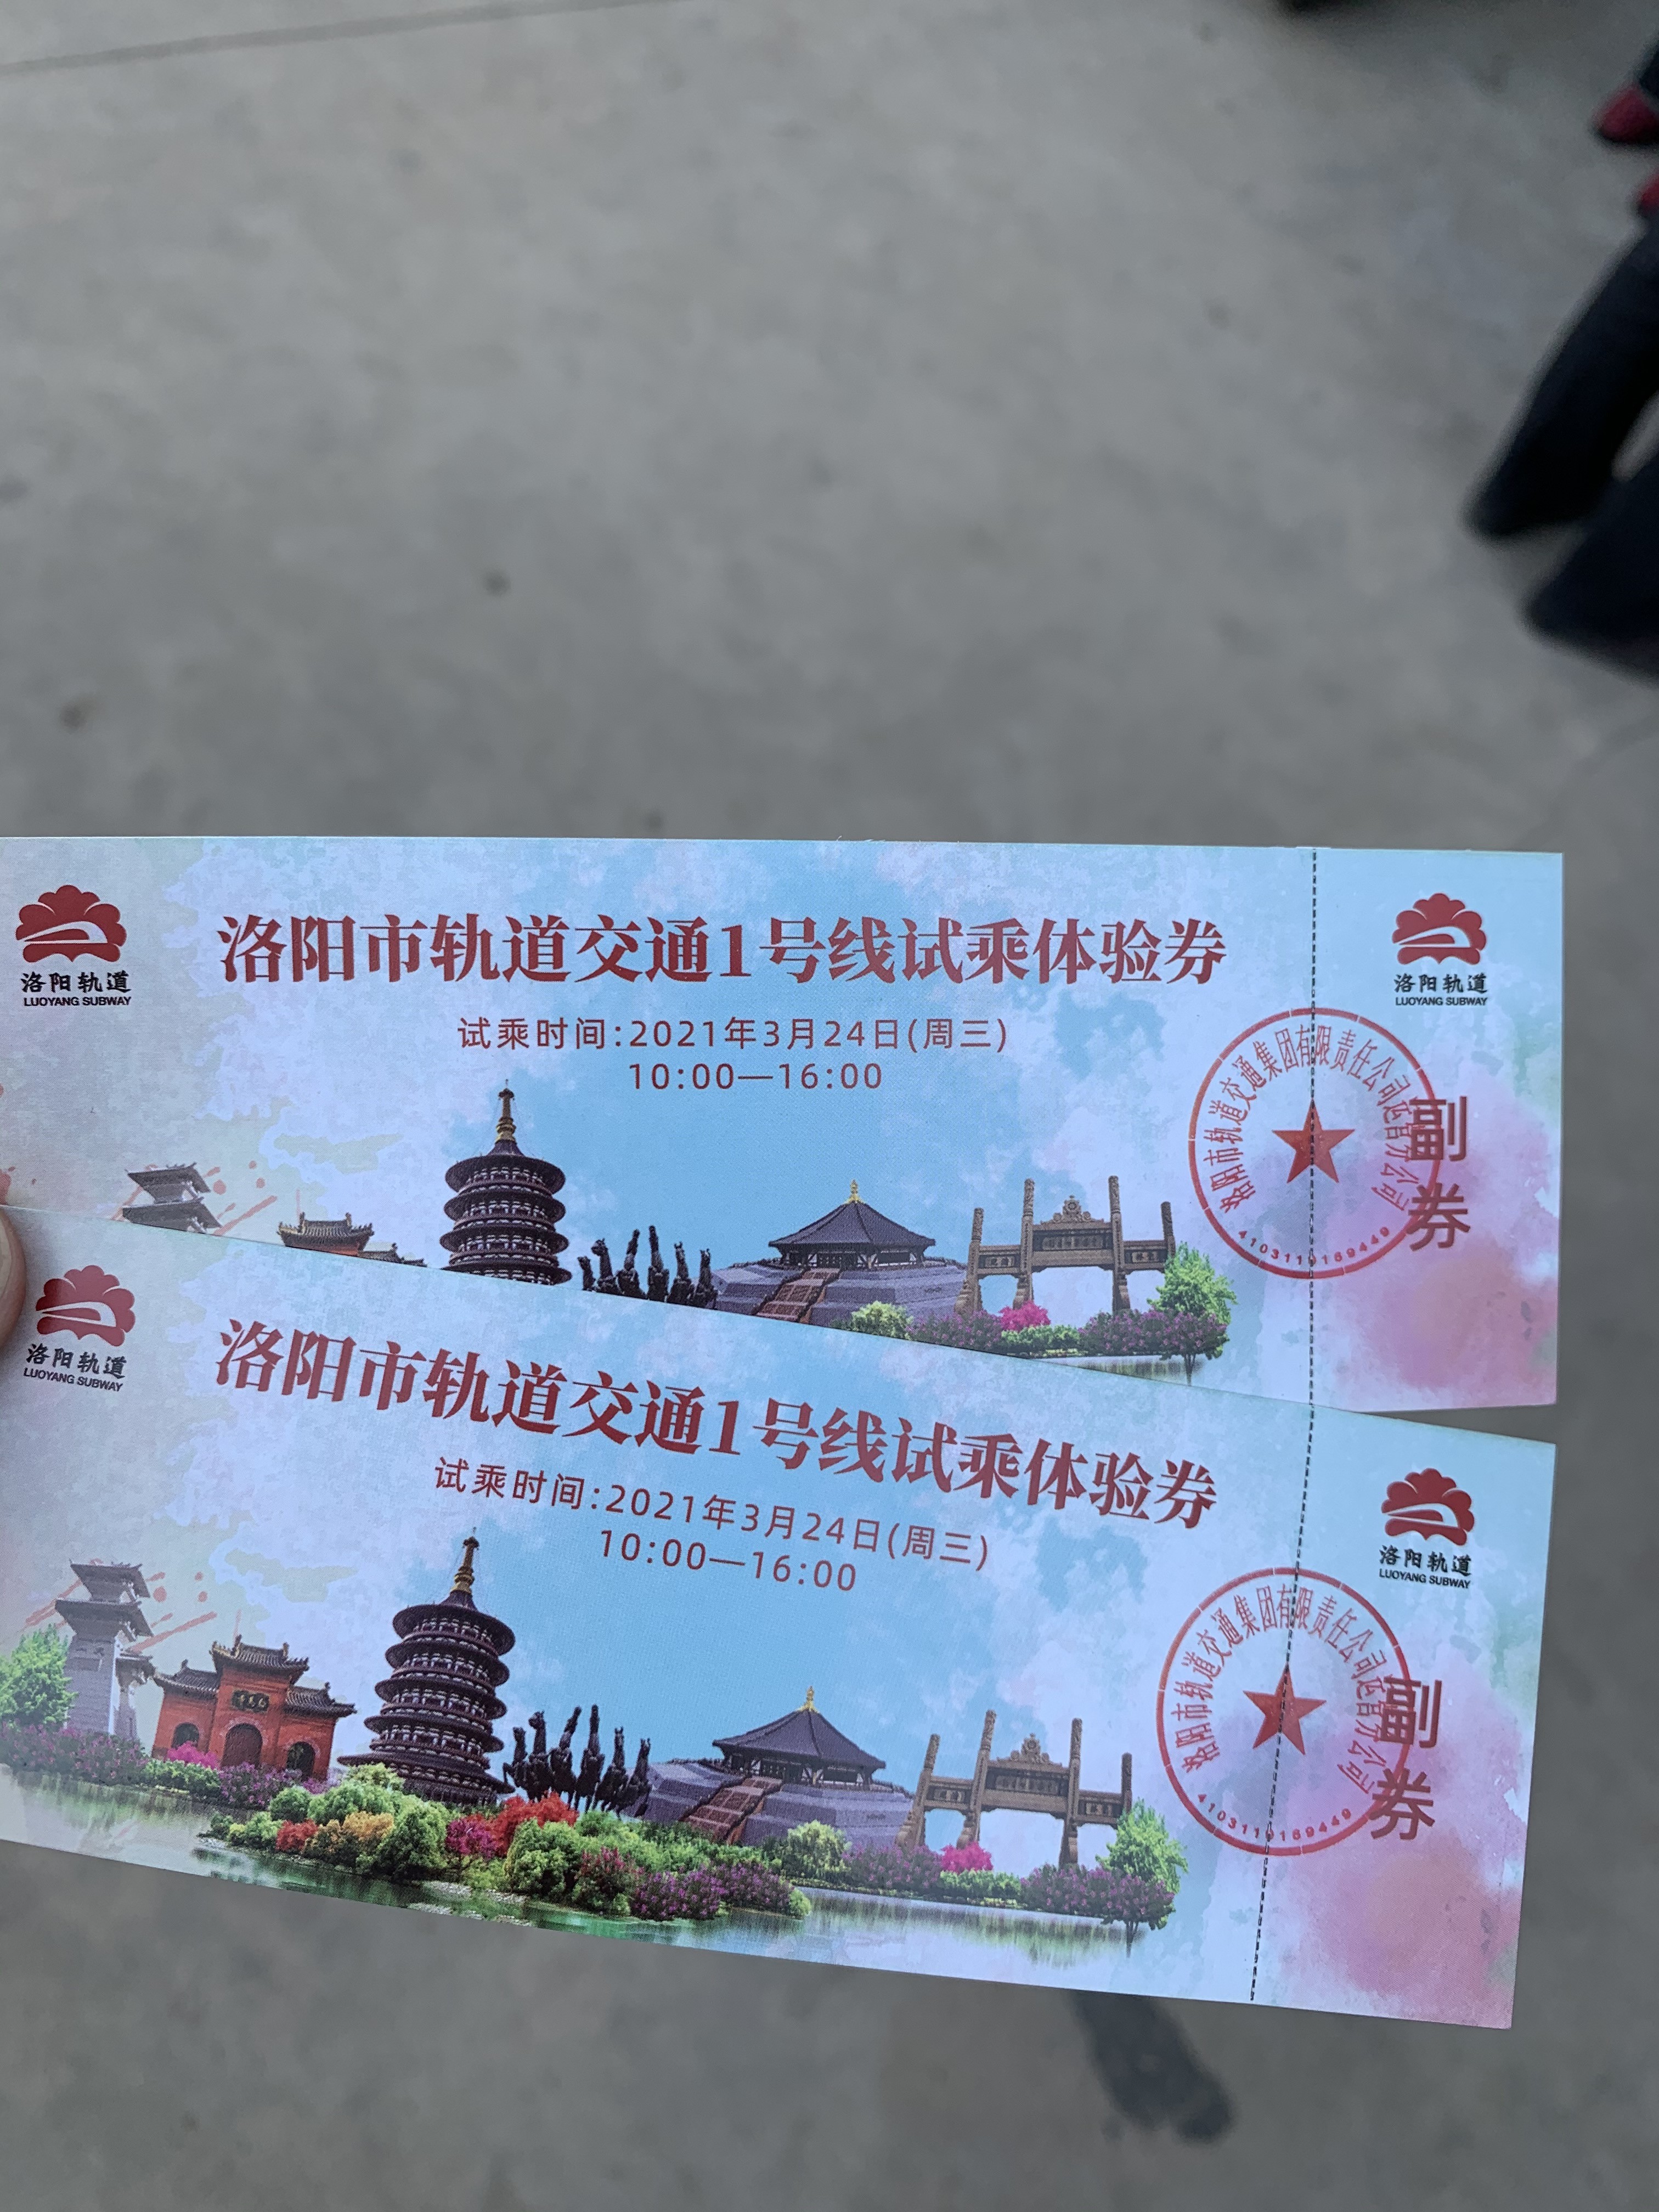 洛阳轨道
LUOYANG SUBWAY
洛阳市轨道交通1号线试乘体验券
试乘时间:2021年3月24日(周三)
10:00—16:00
洛阳轨道
LUOYANG SUBWAY
洛阳市轨道交通集团有限责任公司运营分公司
4103110169449
副券
洛阳轨道
LUOYANG SUBWAY
洛阳市轨道交通1号线试乘体验券
试乘时间:2021年3月24日(周三)
10:00—16:00
洛阳轨道
LUOYANG SUBWAY
洛阳市轨道交通集团有限责任公司运营分公司
4103110169449
副券